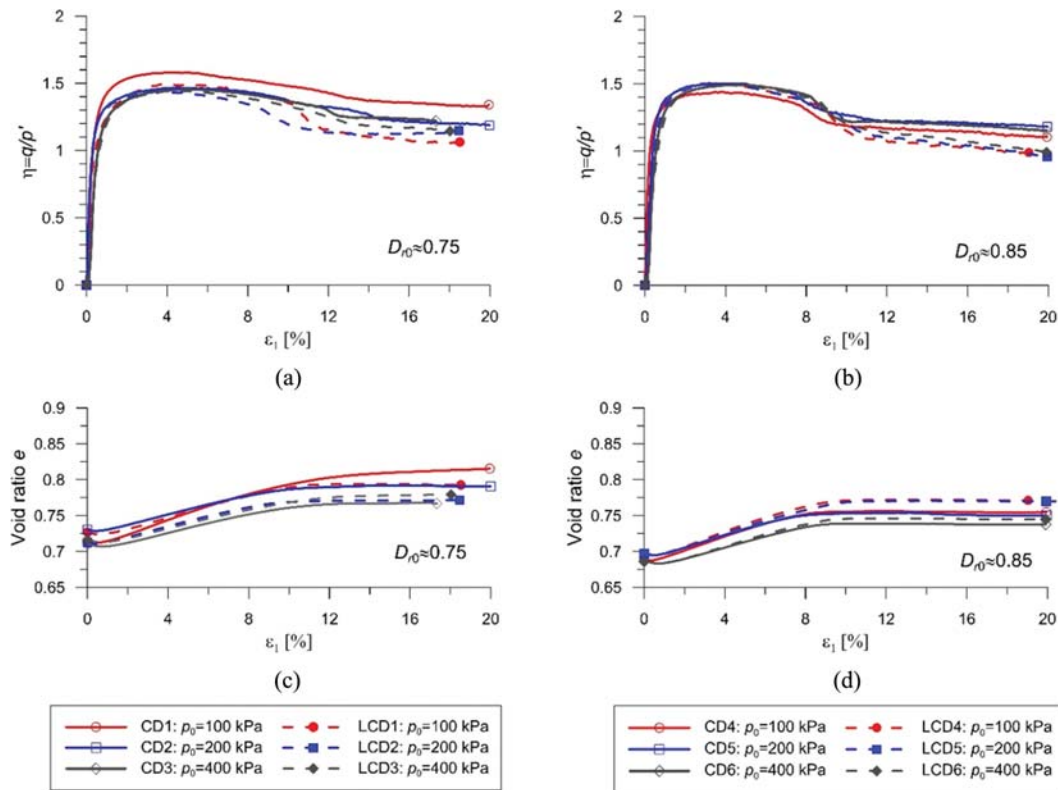 2
1.5
1
0.5
0
η=q/p'
D_r0≈0.75
0 4 8 12 16 20
ε₁ [%]
(a)
2
1.5
1
0.5
0
η=q/p'
D_r0≈0.85
0 4 8 12 16 20
ε₁ [%]
(b)
0.9
0.85
0.8
0.75
0.7
0.65
Void ratio e
D_r0≈0.75
0 4 8 12 16 20
ε₁ [%]
(c)
0.9
0.85
0.8
0.75
0.7
0.65
Void ratio e
D_r0≈0.85
0 4 8 12 16 20
ε₁ [%]
(d)
CD1: p₀=100 kPa LCD1: p₀=100 kPa
CD2: p₀=200 kPa LCD2: p₀=200 kPa
CD3: p₀=400 kPa LCD3: p₀=400 kPa
CD4: p₀=100 kPa LCD4: p₀=100 kPa
CD5: p₀=200 kPa LCD5: p₀=200 kPa
CD6: p₀=400 kPa LCD6: p₀=400 kPa